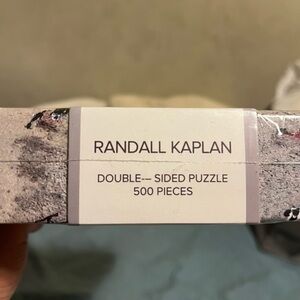 RANDALL KAPLAN
DOUBLE-– SIDED PUZZLE
500 PIECES